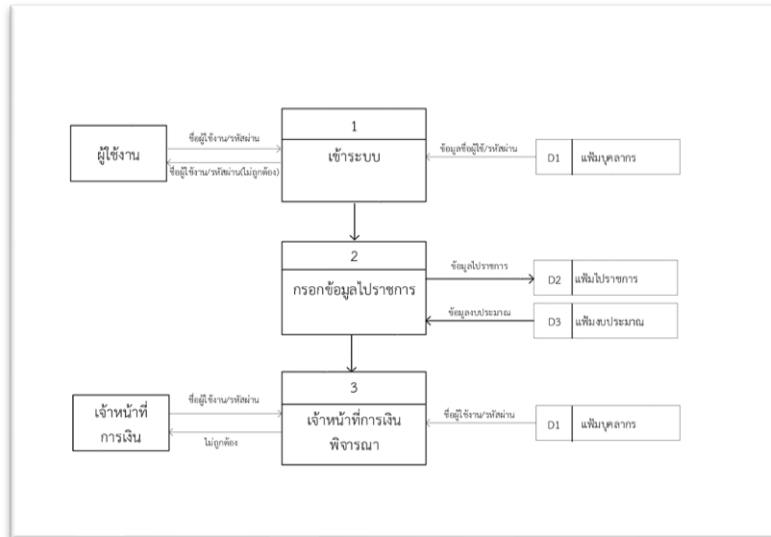 1
ผู้ใช้งาน
ชื่อผู้ใช้งาน/รหัสผ่าน
ชื่อผู้ใช้งาน/รหัสผ่าน(ไม่ถูกต้อง)
เข้าระบบ
ข้อมูลชื่อผู้ใช้/รหัสผ่าน
D1 แฟ้มบุคลากร
2
กรอกข้อมูลไปราชการ
ข้อมูลไปราชการ
D2 แฟ้มไปราชการ
ข้อมูลงบประมาณ
D3 แฟ้มงบประมาณ
3
เจ้าหน้าที่
การเงิน
ชื่อผู้ใช้งาน/รหัสผ่าน
ไม่ถูกต้อง
เจ้าหน้าที่การเงิน
พิจารณา
ชื่อผู้ใช้งาน/รหัสผ่าน
D1 แฟ้มบุคลากร